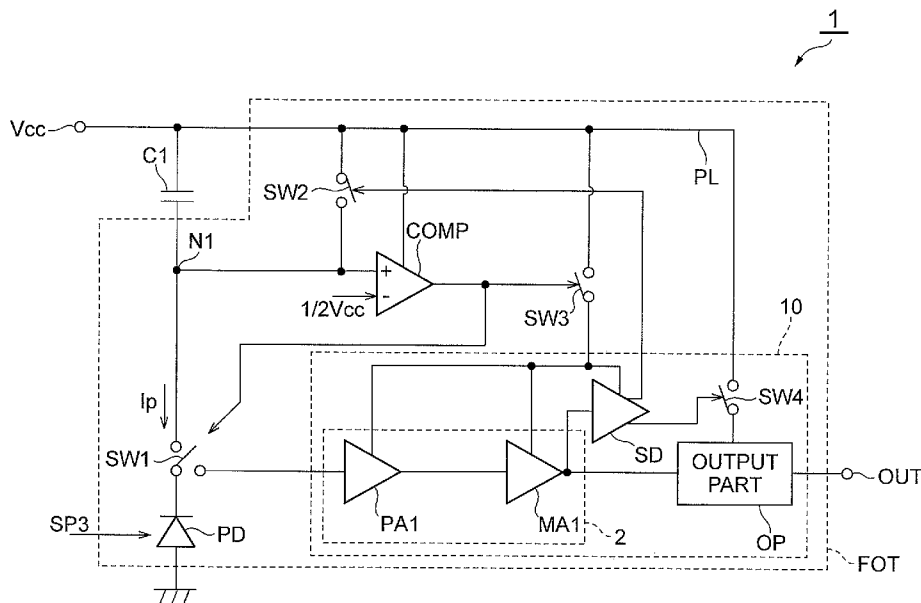 1
Vcc
C1
SW2
PL
N1
COMP
+
-
1/2Vcc
SW3
10
Ip
SW4
SW1
SD
OUTPUT
PART
OUT
SP3
PD
PA1
MA1
2
OP
FOT